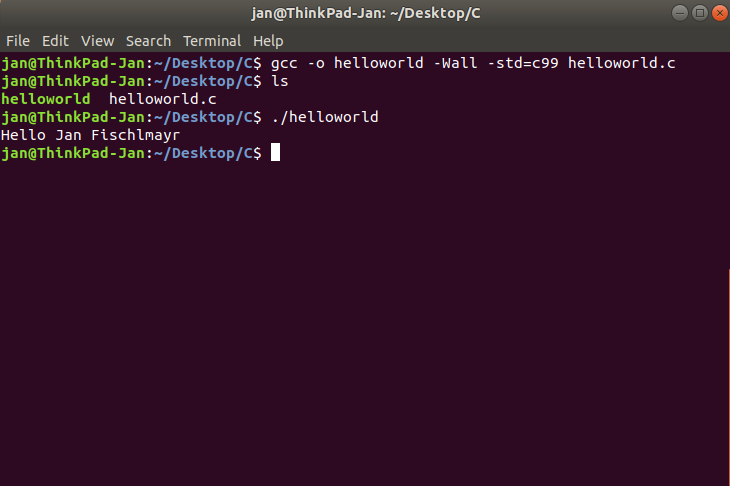 jan@ThinkPad-Jan: ~/Desktop/C
File Edit View Search Terminal Help
jan@ThinkPad-Jan:~/Desktop/C$ gcc -o helloworld -Wall -std=c99 helloworld.c
jan@ThinkPad-Jan:~/Desktop/C$ ls
helloworld  helloworld.c
jan@ThinkPad-Jan:~/Desktop/C$ ./helloworld
Hello Jan Fischlmayr
jan@ThinkPad-Jan:~/Desktop/C$